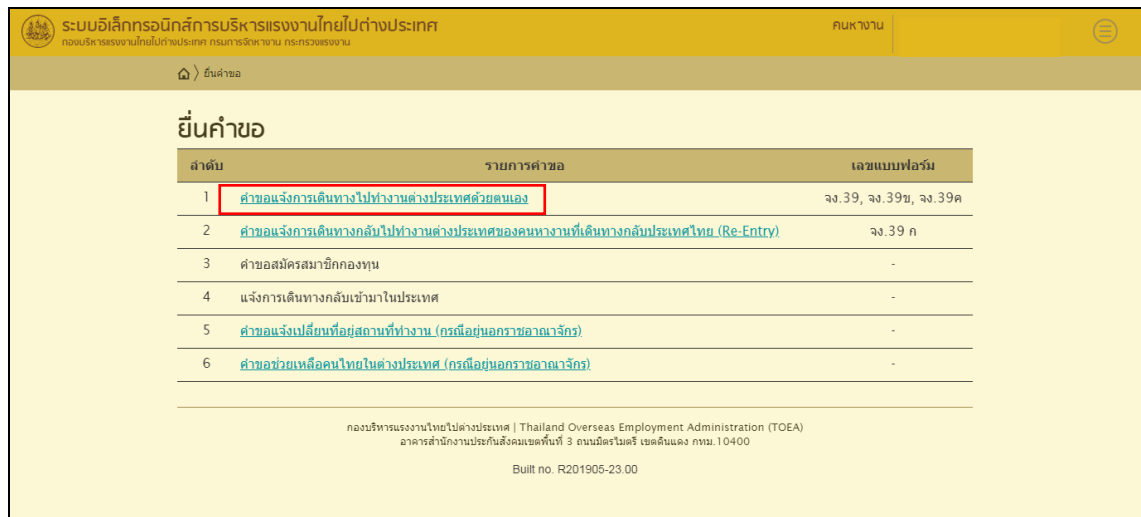 ระบบอิเล็กทรอนิกส์การบริหารแรงงานไทยไปต่างประเทศ
กองบริหารแรงงานไทยไปต่างประเทศ กรมการจัดหางาน กระทรวงแรงงาน
คนหางาน
ยื่นคำขอ
ยื่นคำขอ
ลำดับ รายการคำขอ เลขแบบฟอร์ม
1 คำขอแจ้งการเดินทางไปทำงานต่างประเทศด้วยตนเอง จง.39, จง.39ข, จง.39ค
2 คำขอแจ้งการเดินทางกลับไปทำงานต่างประเทศของคนหางานที่เดินทางกลับประเทศไทย (Re-Entry) จง.39 ก
3 คำขอสมัครสมาชิกกองทุน -
4 แจ้งการเดินทางกลับเข้ามาในประเทศ -
5 คำขอแจ้งเปลี่ยนที่อยู่สถานที่ทำงาน (กรณีอยู่นอกราชอาณาจักร) -
6 คำขอช่วยเหลือคนไทยในต่างประเทศ (กรณีอยู่นอกราชอาณาจักร) -
กองบริหารแรงงานไทยไปต่างประเทศ | Thailand Overseas Employment Administration (TOEA)
อาคารสำนักงานประกันสังคมเขตพื้นที่ 3 ถนนมิตรไมตรี เขตดินแดง กทม.10400
Built no. R201905-23.00